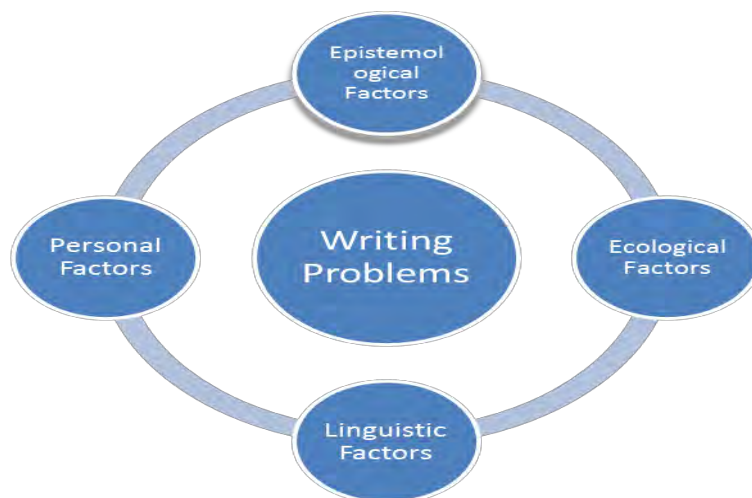 Epistemol
ogical
Factors
Personal
Factors
Writing
Problems
Ecological
Factors
Linguistic
Factors